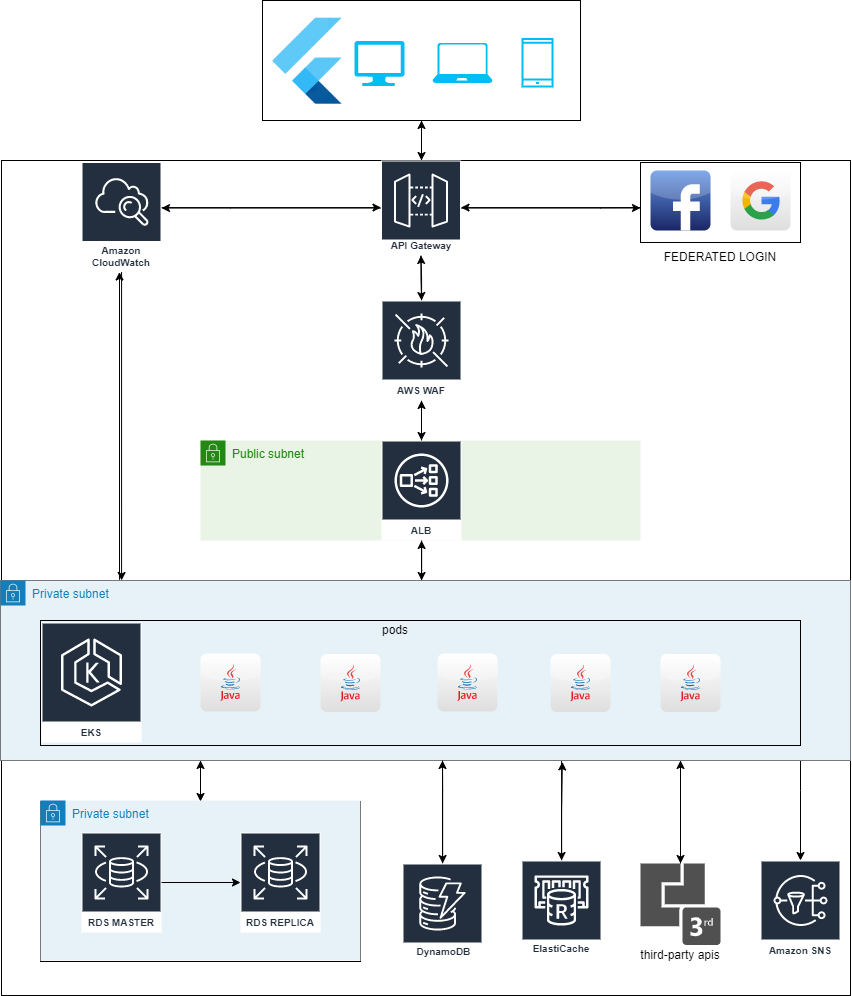 Amazon
CloudWatch
</>
API Gateway
f
G
FEDERATED LOGIN
AWS WAF
Public subnet
ALB
Private subnet
pods
K
EKS
Java
Java
Java
Java
Java
Private subnet
RDS MASTER
RDS REPLICA
DynamoDB
R
ElastiCache
3rd
third-party apis
Amazon SNS